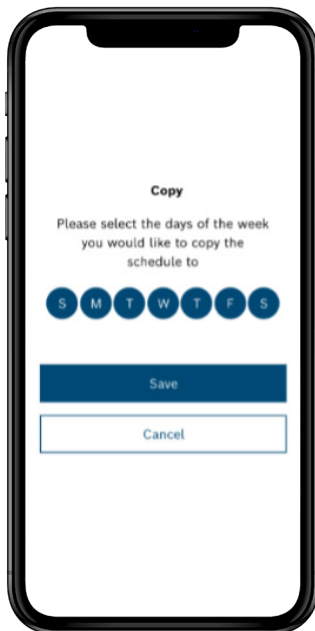 Copy
Please select the days of the week
you would like to copy the
schedule to
S M T W T F S
Save
Cancel